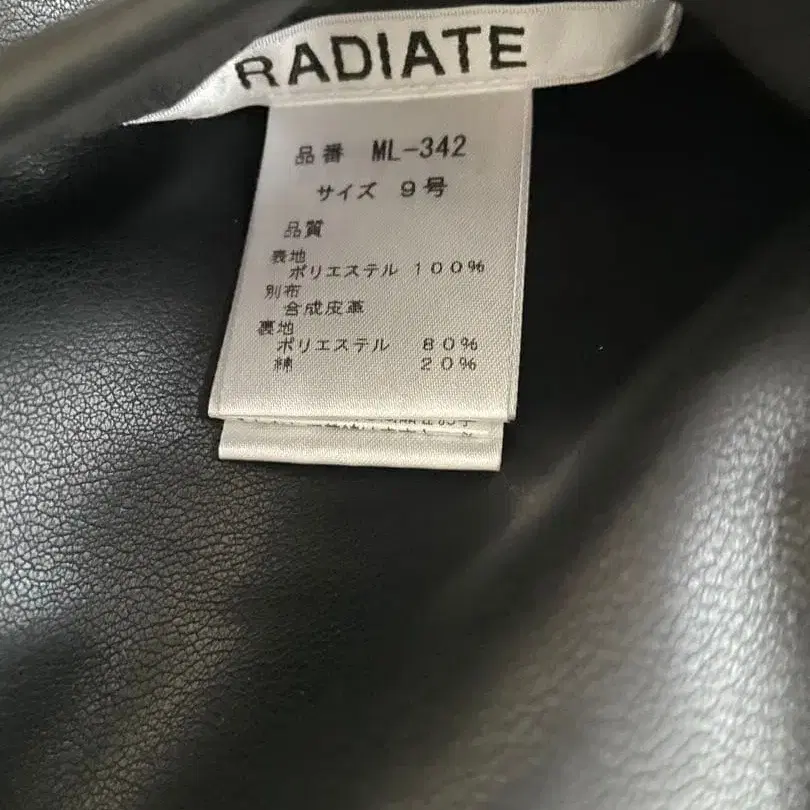 RADIATE
品番 ML-342
サイズ 9号
品質
表地
ポリエステル 100%
別布
合成皮革
裏地
ポリエステル 80%
綿 20%